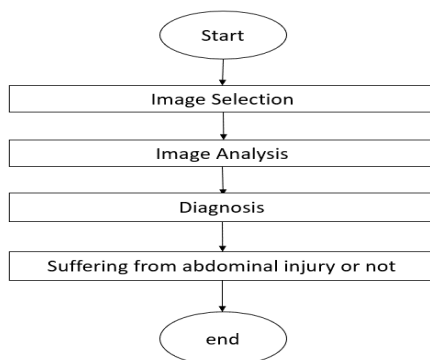 Start
Image Selection
Image Analysis
Diagnosis
Suffering from abdominal injury or not
end